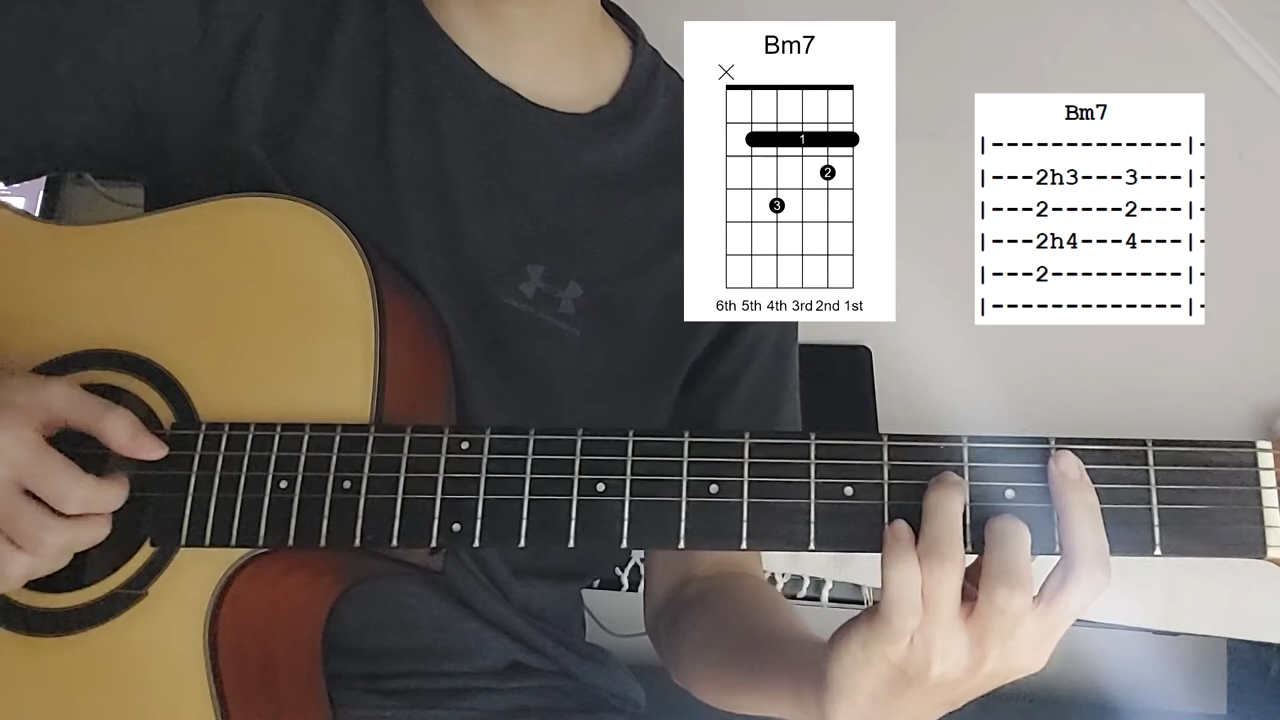 Bm7
1
2
3
6th 5th 4th 3rd 2nd 1st
Bm7
|-------------|-
|---2h3---3---|-
|---2-----2---|-
|---2h4---4---|-
|---2---------|-
|-------------|-